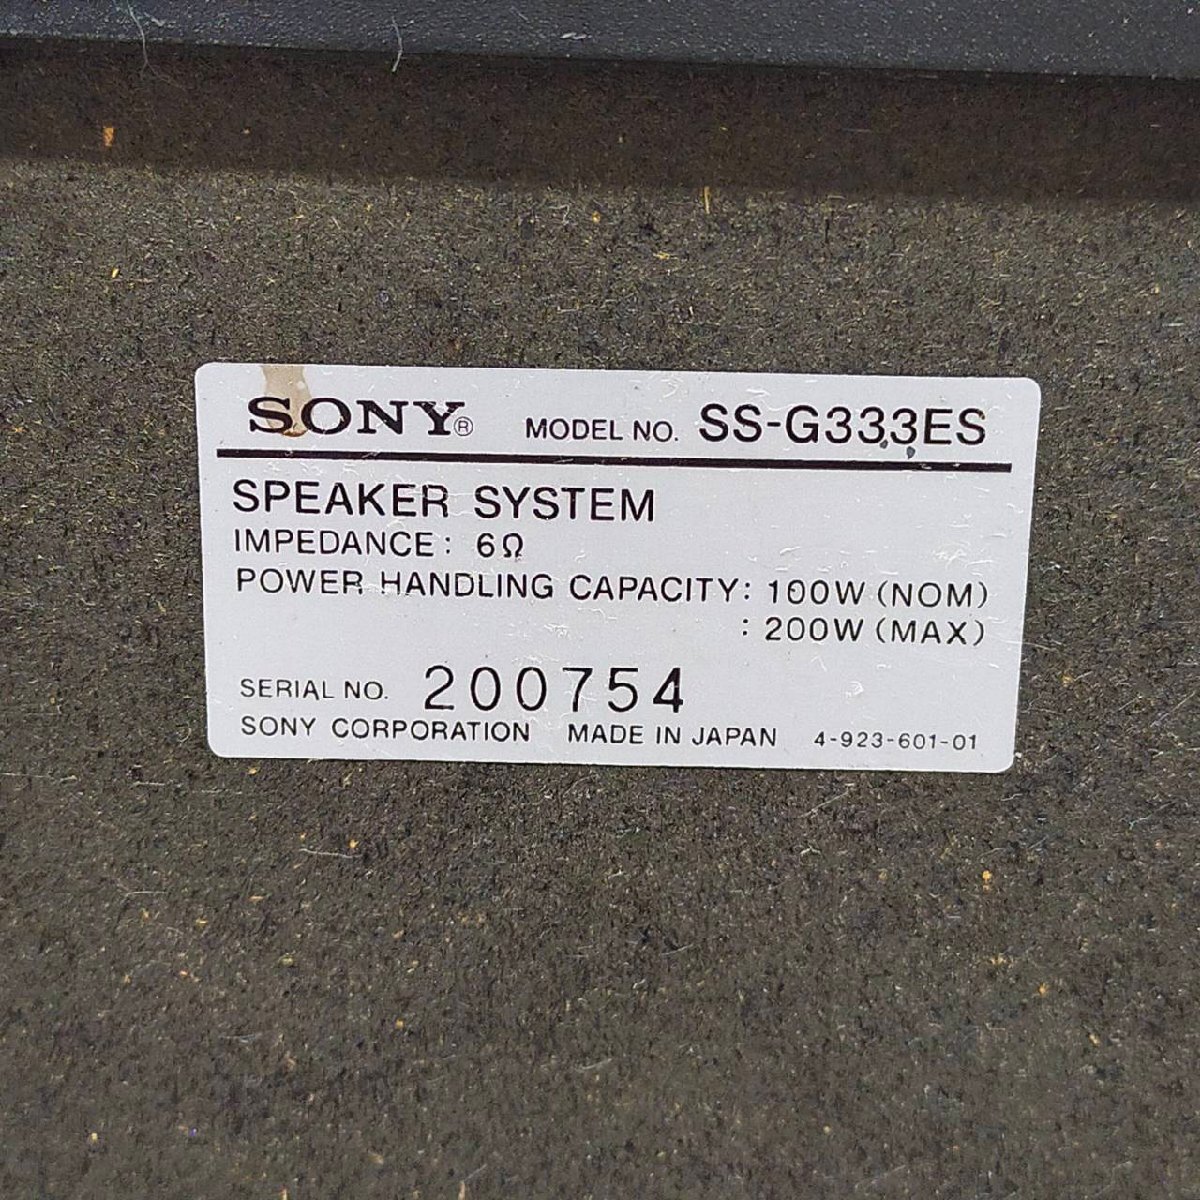 SONY® MODEL NO. SS-G333ES
SPEAKER SYSTEM
IMPEDANCE: 6Ω
POWER HANDLING CAPACITY: 100W (NOM)
: 200W (MAX)
SERIAL NO. 200754
SONY CORPORATION MADE IN JAPAN 4-923-601-01